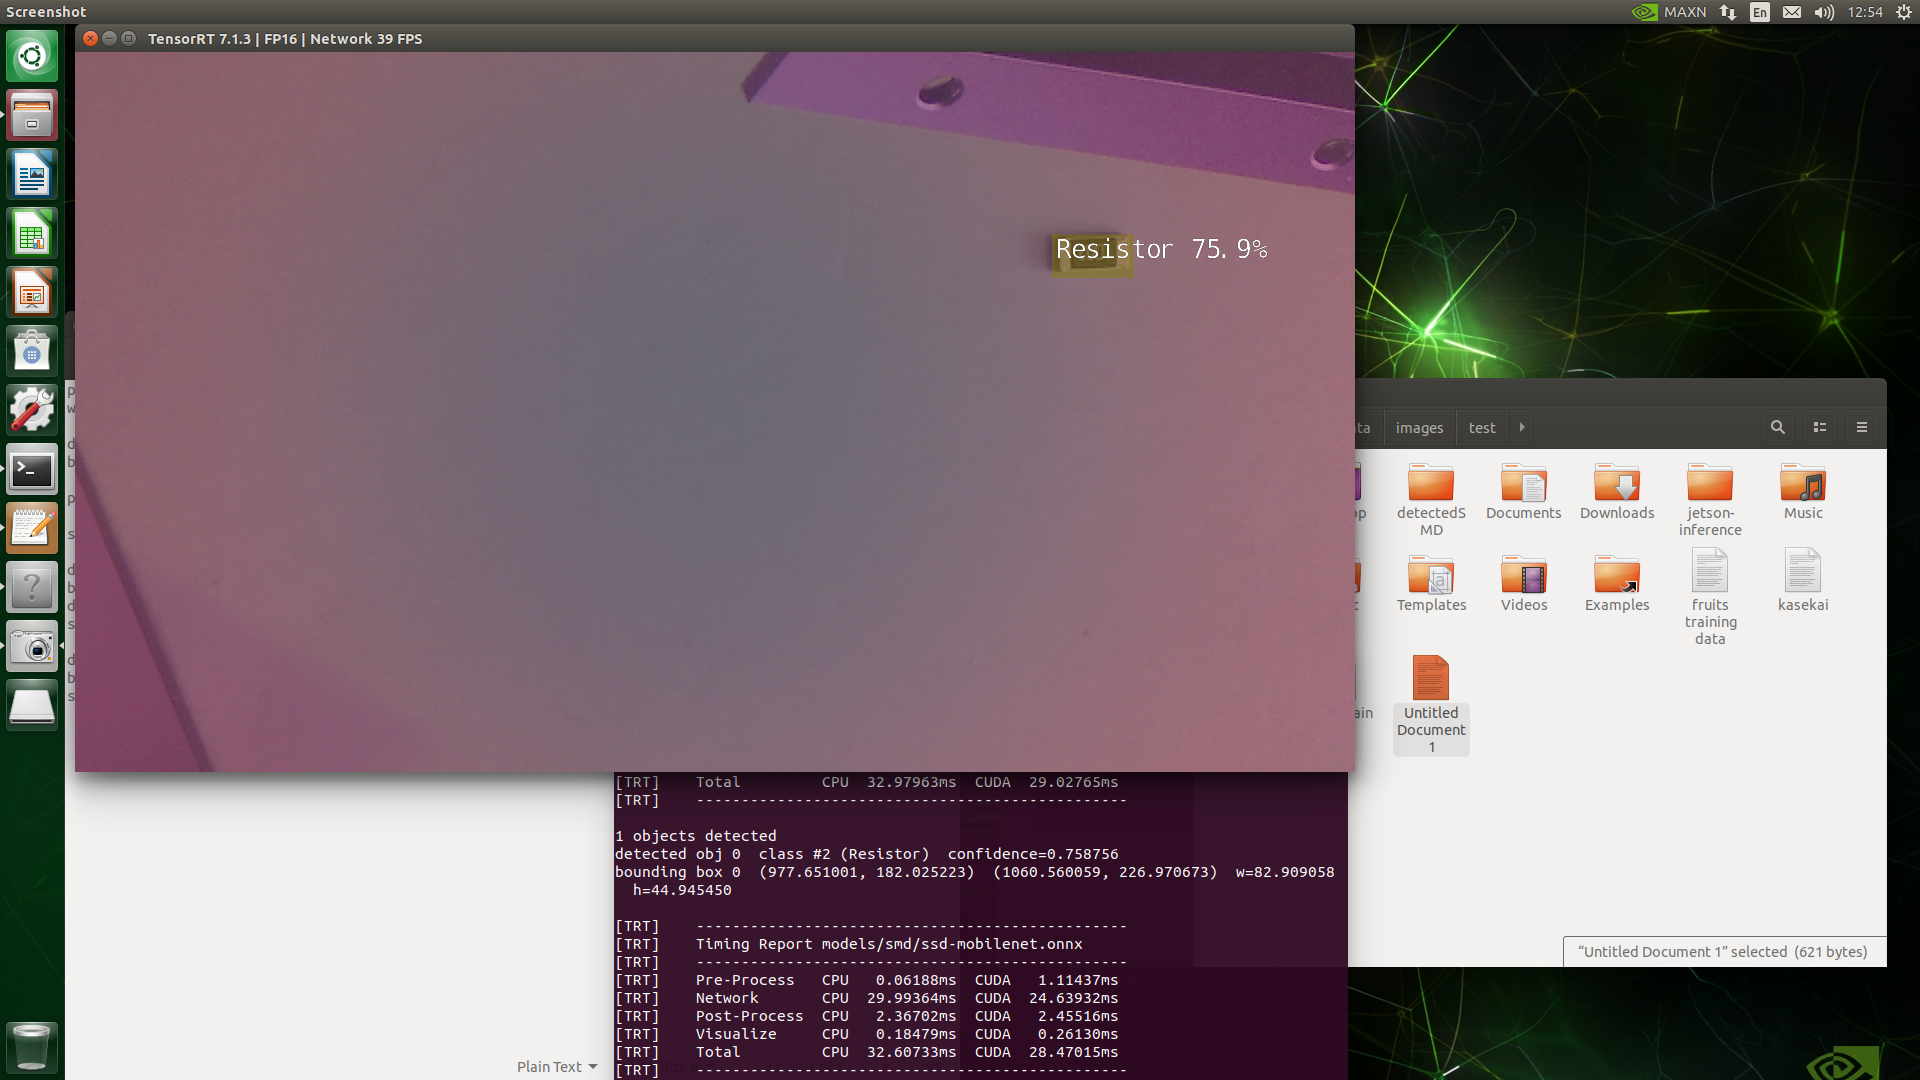 Screenshot
MAXN
En
12:54
TensorRT 7.1.3 | FP16 | Network 39 FPS
Resistor 75.9%
images
test
detectedS
MD
Documents
Downloads
jetson-
inference
Music
Templates
Videos
Examples
fruits
training
data
kasekai
Untitled
Document
1
“Untitled Document 1” selected (621 bytes)
[TRT] Total CPU 32.97963ms CUDA 29.02765ms
[TRT] ------------------------------------------------
1 objects detected
detected obj 0 class #2 (Resistor) confidence=0.758756
bounding box 0 (977.651001, 182.025223) (1060.560059, 226.970673) w=82.909058
h=44.945450
[TRT] ------------------------------------------------
[TRT] Timing Report models/smd/ssd-mobilenet.onnx
[TRT] ------------------------------------------------
[TRT] Pre-Process CPU 0.06188ms CUDA 1.11437ms
[TRT] Network CPU 29.99364ms CUDA 24.63932ms
[TRT] Post-Process CPU 2.36702ms CUDA 2.45516ms
[TRT] Visualize CPU 0.18479ms CUDA 0.26130ms
[TRT] Total CPU 32.60733ms CUDA 28.47015ms
[TRT] ------------------------------------------------
Plain Text